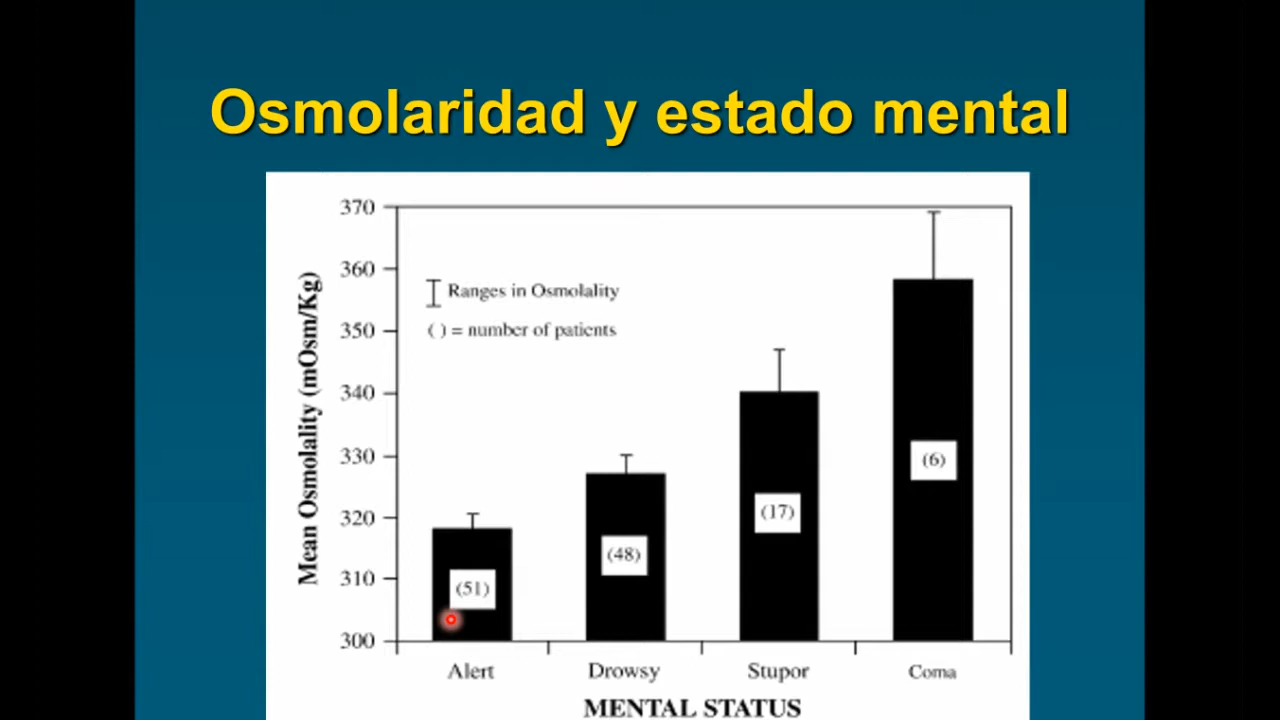 Osmolaridad y estado mental
370
360
350
340
330
320
310
300
Mean Osmolality (mOsm/Kg)
Ranges in Osmolality
( ) = number of patients
(51)
(48)
(17)
(6)
Alert
Drowsy
Stupor
Coma
MENTAL STATUS